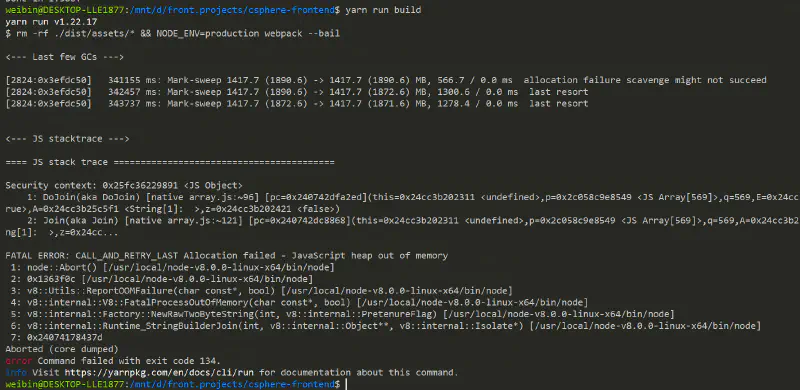 weibin@DESKTOP-LLE1877:/mnt/d/front.projects/csphere-frontend$ yarn run build
yarn run v1.22.17
$ rm -rf ./dist/assets/* && NODE_ENV=production webpack --bail
<--- Last few GCs --->
[2824:0x3efdc50]   341155 ms: Mark-sweep 1417.7 (1890.6) -> 1417.7 (1890.6) MB, 566.7 / 0.0 ms  allocation failure scavenge might not succeed
[2824:0x3efdc50]   342457 ms: Mark-sweep 1417.7 (1890.6) -> 1417.7 (1872.6) MB, 1300.6 / 0.0 ms  last resort
[2824:0x3efdc50]   343737 ms: Mark-sweep 1417.7 (1872.6) -> 1417.7 (1871.6) MB, 1278.4 / 0.0 ms  last resort
<--- JS stacktrace --->
==== JS stack trace =========================================
Security context: 0x25fc36229891 <JS Object>
1: DoJoin(aka DoJoin) [native array.js:~96] [pc=0x240742dfa2ed](this=0x24cc3b202311 <undefined>,p=0x2c058c9e8549 <JS Array[569]>,q=569,E=0x24cc
rue>,A=0x24cc3b25c5f1 <String[1]:  >,z=0x24cc3b202421 <false>)
2: Join(aka Join) [native array.js:~121] [pc=0x240742dc8868](this=0x24cc3b202311 <undefined>,p=0x2c058c9e8549 <JS Array[569]>,q=569,A=0x24cc3b2
ng[1]:  >,z=0x24cc...
FATAL ERROR: CALL_AND_RETRY_LAST Allocation failed - JavaScript heap out of memory
1: node::Abort() [/usr/local/node-v8.0.0-linux-x64/bin/node]
2: 0x1363f0c [/usr/local/node-v8.0.0-linux-x64/bin/node]
3: v8::Utils::ReportOOMFailure(char const*, bool) [/usr/local/node-v8.0.0-linux-x64/bin/node]
4: v8::internal::V8::FatalProcessOutOfMemory(char const*, bool) [/usr/local/node-v8.0.0-linux-x64/bin/node]
5: v8::internal::Factory::NewRawTwoByteString(int, v8::internal::PretenureFlag) [/usr/local/node-v8.0.0-linux-x64/bin/node]
6: v8::internal::Runtime_StringBuilderJoin(int, v8::internal::Object**, v8::internal::Isolate*) [/usr/local/node-v8.0.0-linux-x64/bin/node]
7: 0x24074178437d
Aborted (core dumped)
error Command failed with exit code 134.
info Visit https://yarnpkg.com/en/docs/cli/run for documentation about this command.
weibin@DESKTOP-LLE1877:/mnt/d/front.projects/csphere-frontend$